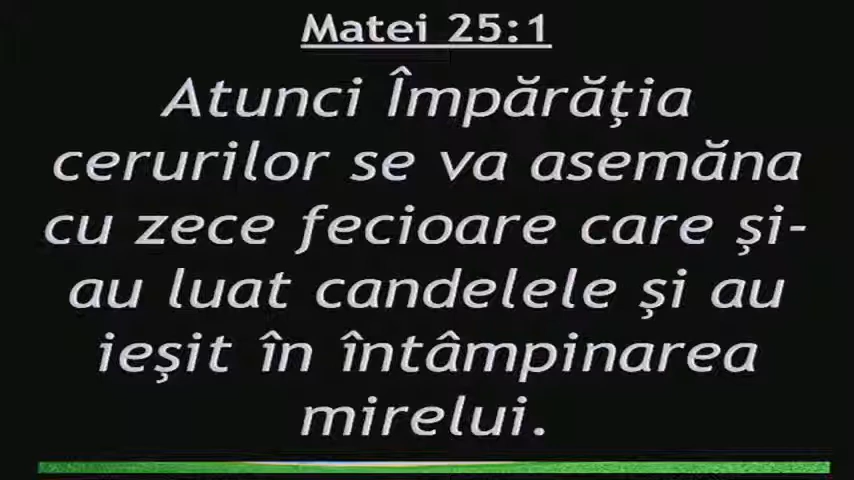 Matei 25:1
Atunci Împărăţia
cerurilor se va asemăna
cu zece fecioare care şi-
au luat candelele şi au
ieşit în întâmpinarea
mirelui.